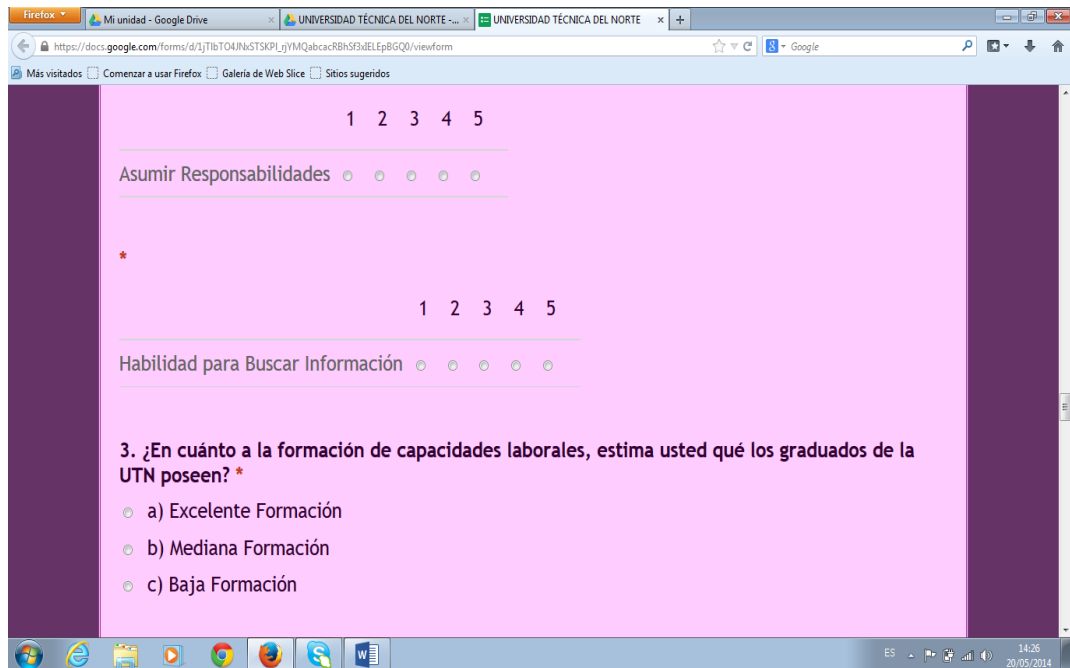 Firefox
Mi unidad - Google Drive
UNIVERSIDAD TÉCNICA DEL NORTE -...
UNIVERSIDAD TÉCNICA DEL NORTE
https://docs.google.com/forms/d/1jTlbTO4JNxSTSKPI_rjYMQabcacRBhSf3xIELEpBGQ0/viewform
Google
Más visitados Comenzar a usar Firefox Galería de Web Slice Sitios sugeridos
1 2 3 4 5
Asumir Responsabilidades
*
1 2 3 4 5
Habilidad para Buscar Información
3. ¿En cuánto a la formación de capacidades laborales, estima usted qué los graduados de la
UTN poseen? *
a) Excelente Formación
b) Mediana Formación
c) Baja Formación
ES
14:26
20/05/2014